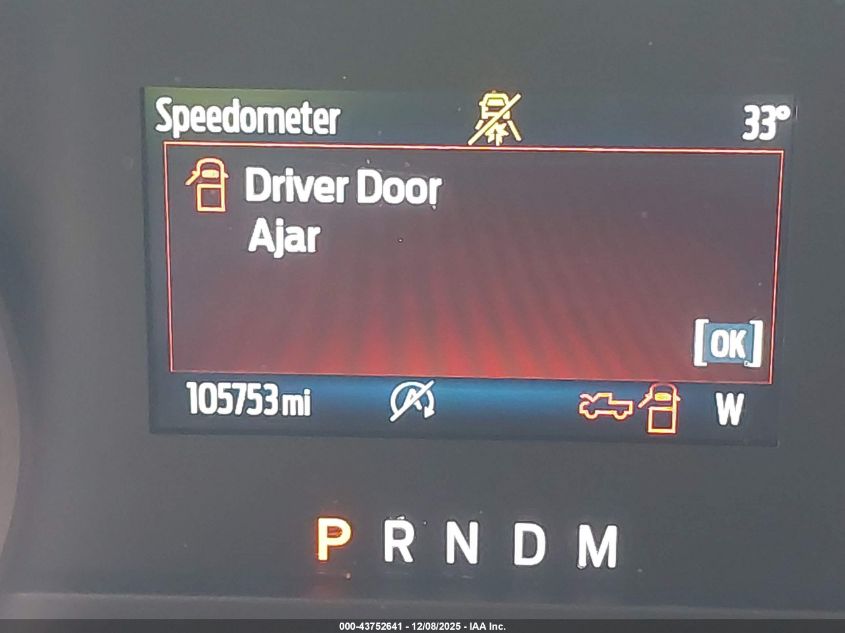 Speedometer 33°
Driver Door
Ajar
[OK]
105753 mi A W
P R N D M
000-43752641 - 12/08/2025 - IAA Inc.